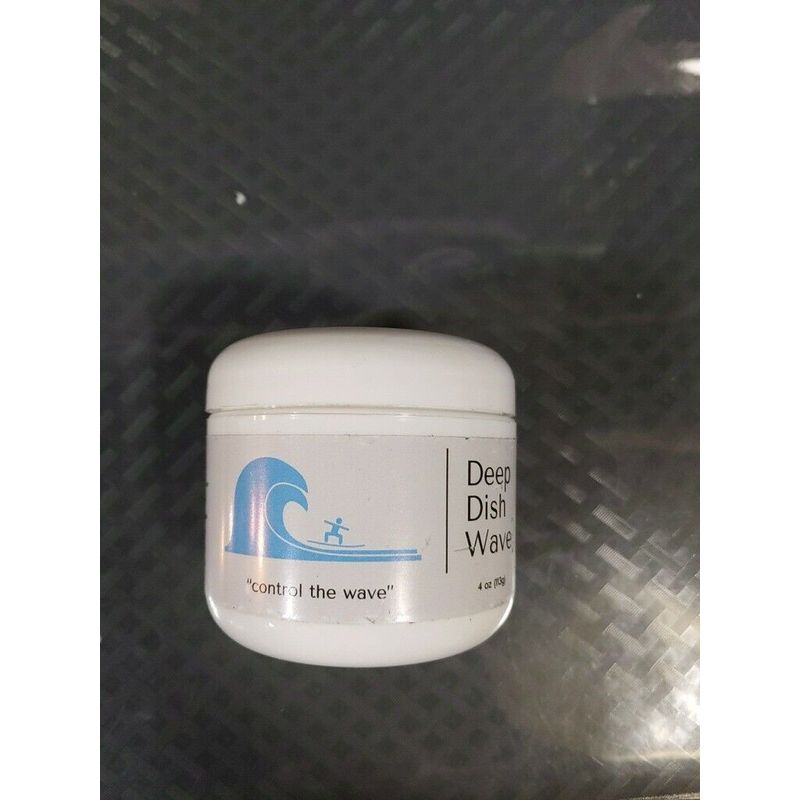 Deep
Dish
Wave
"control the wave"
4 oz (113g)